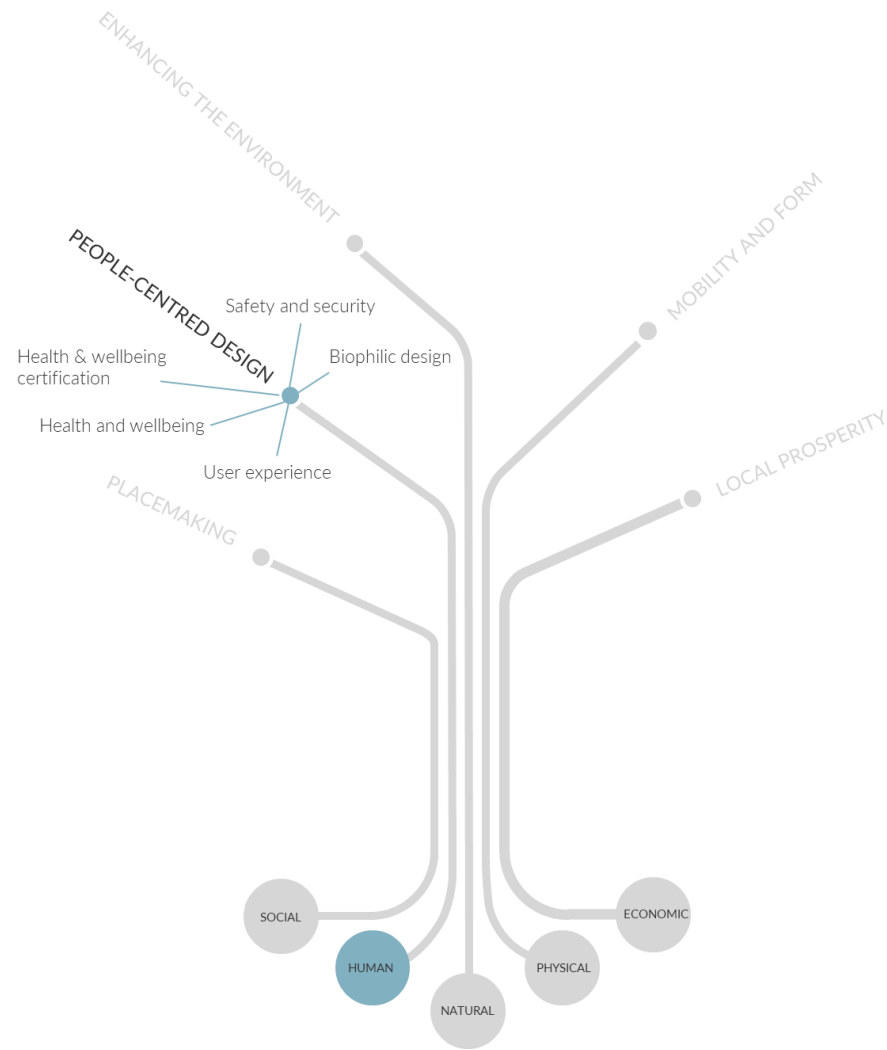 ENHANCING THE ENVIRONMENT
MOBILITY AND FORM
PEOPLE-CENTRED DESIGN
Safety and security
Health & wellbeing
certification
Biophilic design
Health and wellbeing
User experience
LOCAL PROSPERITY
PLACEMAKING
SOCIAL
ECONOMIC
HUMAN
PHYSICAL
NATURAL